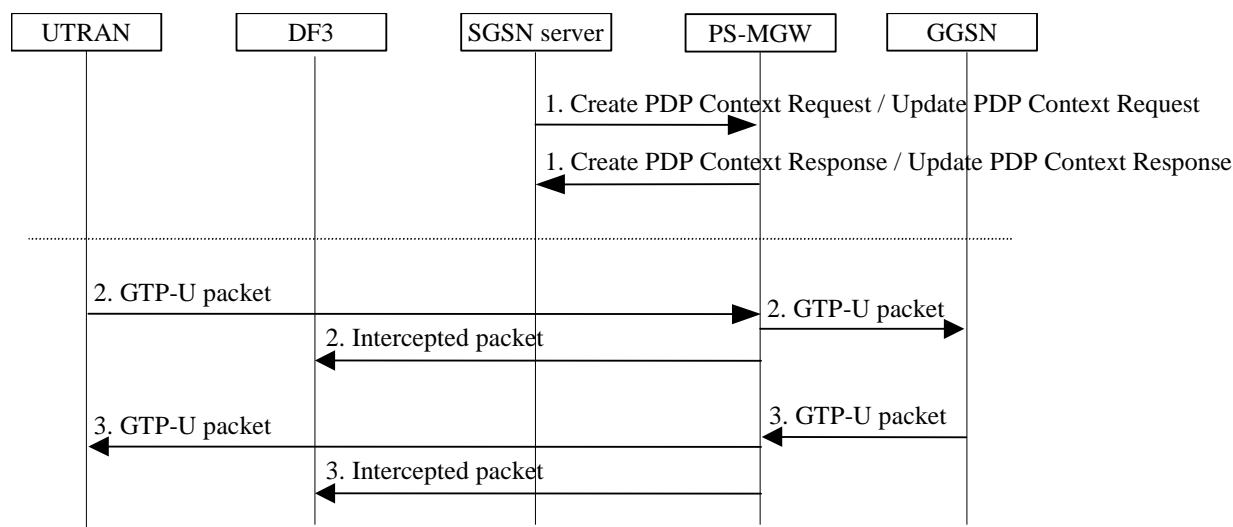 UTRAN DF3 SGSN server PS-MGW GGSN
1. Create PDP Context Request / Update PDP Context Request
1. Create PDP Context Response / Update PDP Context Response
2. GTP-U packet
2. GTP-U packet
2. Intercepted packet
3. GTP-U packet
3. GTP-U packet
3. Intercepted packet